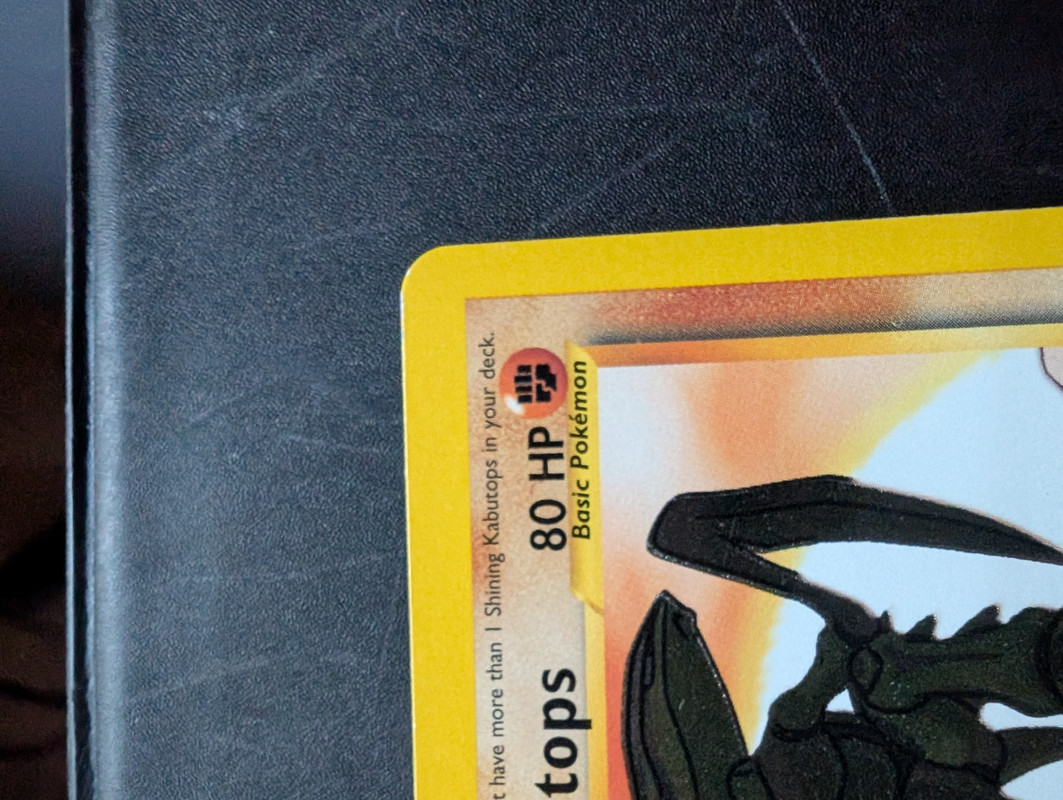 have more than 1 Shining Kabutops in your deck.
80 HP
Basic Pokémon
tops